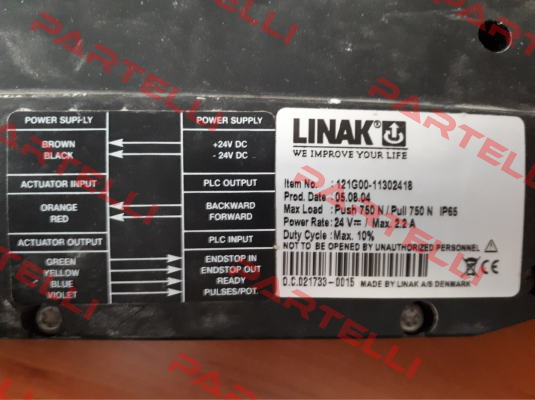 POWER SUPPLY POWER SUPPLY
BROWN +24V DC
BLACK - 24V DC
ACTUATOR INPUT PLC OUTPUT
ORANGE BACKWARD
RED FORWARD
ACTUATOR OUTPUT PLC INPUT
GREEN ENDSTOP IN
YELLOW ENDSTOP OUT
BLUE READY
VIOLET PULSES/POT.
LINAK®
WE IMPROVE YOUR LIFE
Item No. : 121G00-11302418
Prod. Date : 05.08.04
Max Load : Push 750 N / Pull 750 N IP65
Power Rate: 24 V⎓ / Max. 2.2 A
Duty Cycle : Max. 10%
NOT TO BE OPENED BY UNAUTHORIZED PERSONNEL
O.C.021733-0015 MADE BY LINAK A/S DENMARK
PARTELLI
PARTELLI
PARTELLI
PARTELLI
PARTELLI